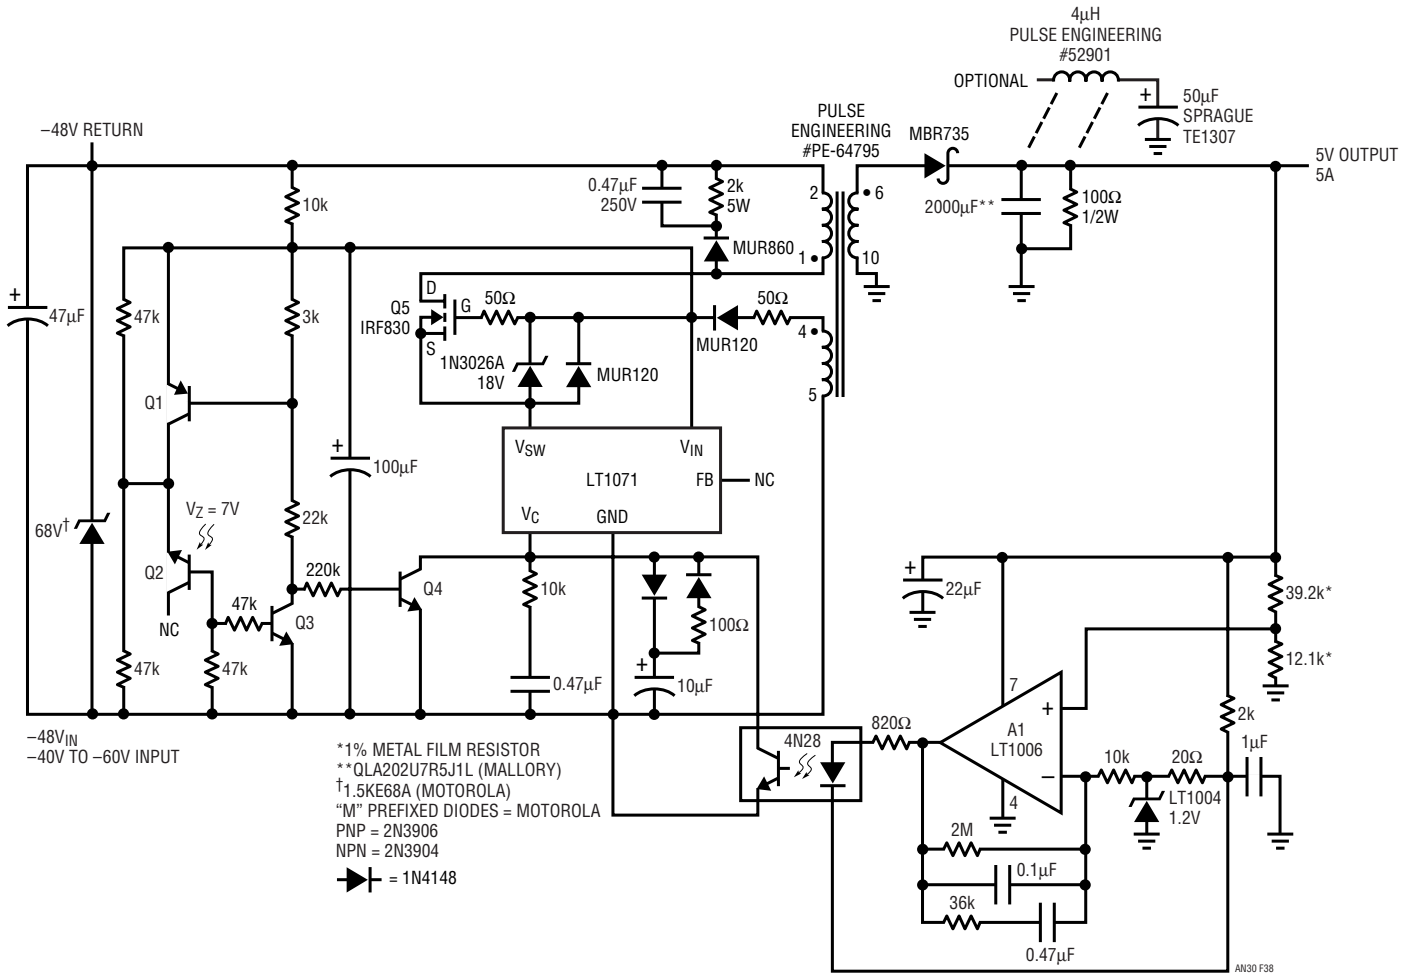 4µH
PULSE ENGINEERING
#52901
OPTIONAL
+
50µF
SPRAGUE
TE1307
–48V RETURN
PULSE
ENGINEERING
#PE-64795
MBR735
5V OUTPUT
5A
10k
0.47µF
250V
2k
5W
2
6
2000µF**
100Ω
1/2W
MUR860
1
10
+
47µF
47k
3k
D
Q5
IRF830
G
S
50Ω
50Ω
4
MUR120
1N3026A
18V
MUR120
5
Q1
+
100µF
VSW
VIN
LT1071
FB
NC
VC
GND
68V†
VZ = 7V
22k
Q2
NC
220k
Q4
47k
Q3
10k
100Ω
+
22µF
39.2k*
12.1k*
47k
47k
0.47µF
+
10µF
7
+
A1
LT1006
–
4
820Ω
2k
1µF
10k
20Ω
LT1004
1.2V
4N28
–48VIN
–40V TO –60V INPUT
*1% METAL FILM RESISTOR
**QLA202U7R5J1L (MALLORY)
†1.5KE68A (MOTOROLA)
“M” PREFIXED DIODES = MOTOROLA
PNP = 2N3906
NPN = 2N3904
= 1N4148
2M
0.1µF
36k
0.47µF
AN30 F38